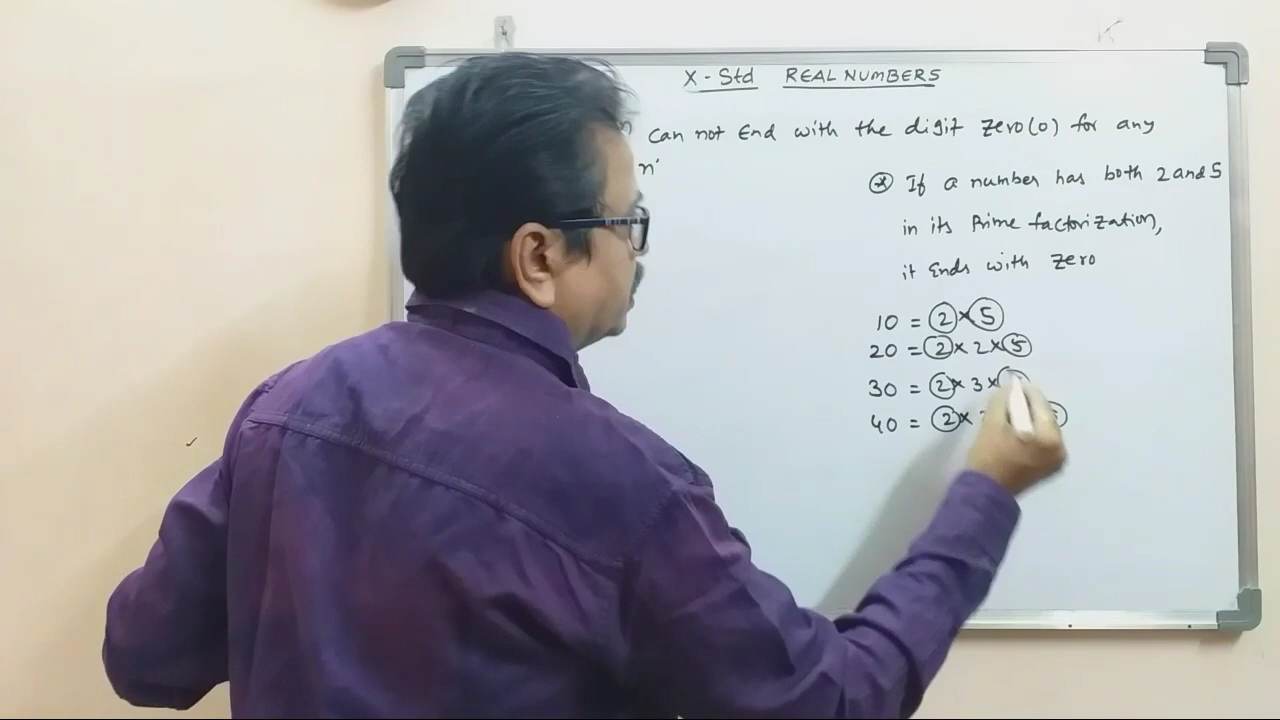 X - Std REAL NUMBERS
n can not End with the digit zero(0) for any
n'
* If a number has both 2 and 5
in its Prime factorization,
it Ends with zero
10 = 2 × 5
20 = 2 × 2 × 5
30 = 2 × 3 ×
40 = 2 ×